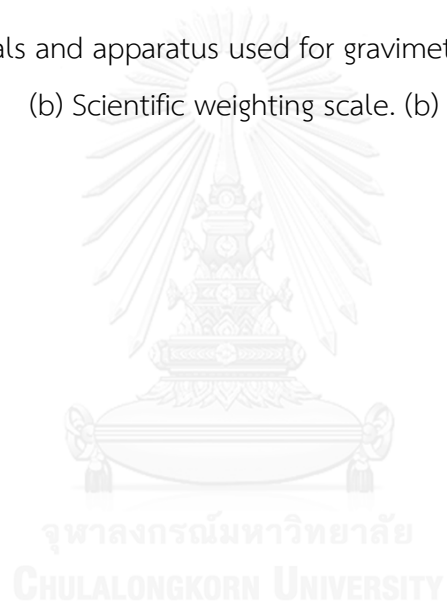 als and apparatus used for gravimet
(b) Scientific weighting scale. (b)
จุฬาลงกรณ์มหาวิทยาลัย
CHULALONGKORN UNIVERSITY